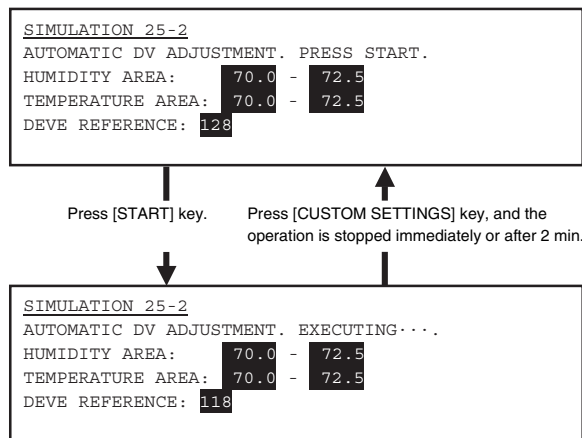 SIMULATION 25-2
AUTOMATIC DV ADJUSTMENT. PRESS START.
HUMIDITY AREA: 70.0 - 72.5
TEMPERATURE AREA: 70.0 - 72.5
DEVE REFERENCE: 128
Press [START] key.
Press [CUSTOM SETTINGS] key, and the
operation is stopped immediately or after 2 min.
SIMULATION 25-2
AUTOMATIC DV ADJUSTMENT. EXECUTING···.
HUMIDITY AREA: 70.0 - 72.5
TEMPERATURE AREA: 70.0 - 72.5
DEVE REFERENCE: 118